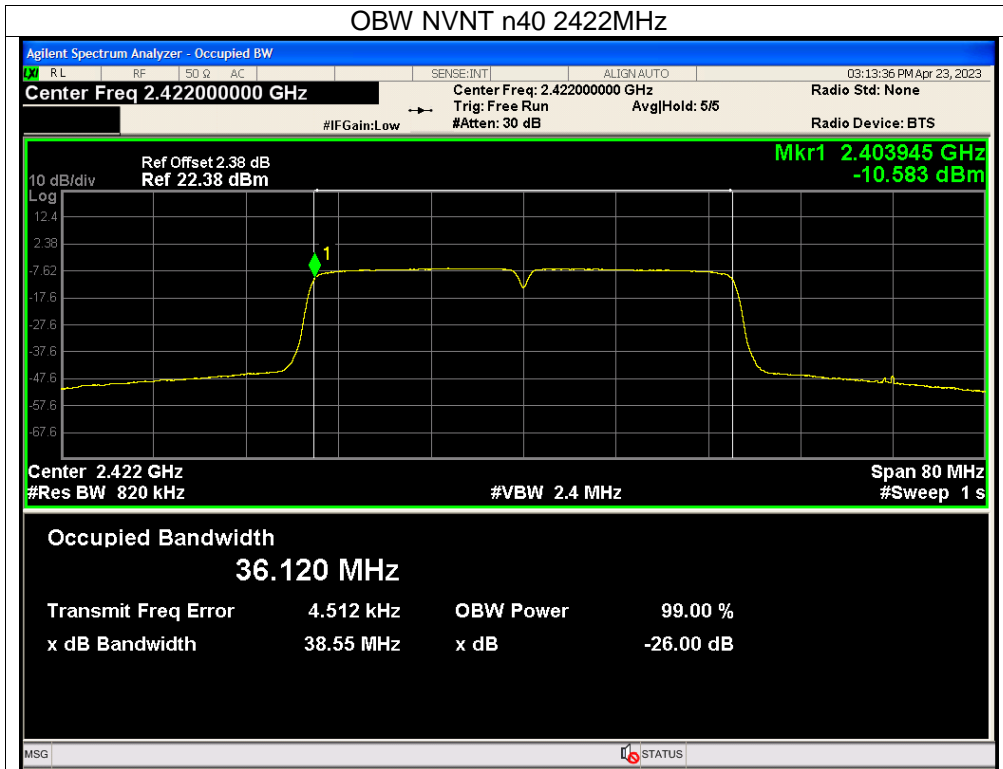 OBW NVNT n40 2422MHz
Agilent Spectrum Analyzer - Occupied BW
LXI RL RF 50 Ω AC SENSE:INT ALIGN AUTO 03:13:36 PM Apr 23, 2023
Center Freq 2.422000000 GHz Center Freq: 2.422000000 GHz Radio Std: None
Trig: Free Run Avg|Hold: 5/5
#IFGain:Low #Atten: 30 dB Radio Device: BTS
Ref Offset 2.38 dB Mkr1 2.403945 GHz
10 dB/div Ref 22.38 dBm -10.583 dBm
Log
12.4
2.38
1
-7.62
-17.6
-27.6
-37.6
-47.6
-57.6
-67.6
Center 2.422 GHz Span 80 MHz
#Res BW 820 kHz #VBW 2.4 MHz #Sweep 1 s
Occupied Bandwidth
36.120 MHz
Transmit Freq Error 4.512 kHz OBW Power 99.00 %
x dB Bandwidth 38.55 MHz x dB -26.00 dB
MSG STATUS